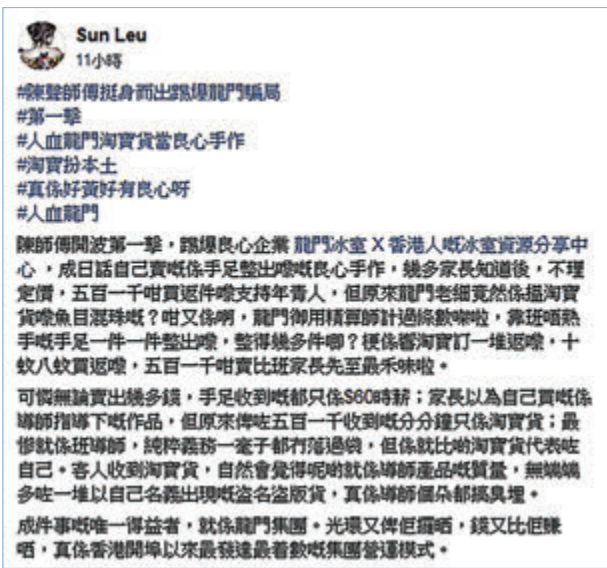 Sun Leu
11小時
#陳聲師傅挺身而出踢爆龍門騙局
#第一擊
#人血龍門淘寶貨當良心手作
#淘寶扮本土
#真係好黃好有良心呀
#人血龍門
陳師傅開波第一擊,踢爆良心企業 龍門冰室 X 香港人嘅冰室資源分享中
心 ,成日話自己賣嘅係手足整出嚟嘅良心手作,幾多家長知道後,不理
定價,五百一千咁買返件嚟支持年青人,但原來龍門老細竟然係搵淘寶
貨嚟魚目混珠嘅?咁又係啊,龍門御用精算師計過條數㗎啦,靠班唔熟
手嘅手足一件一件整出嚟,整得幾多件啫?梗係響淘寶訂一堆返嚟,十
蚊八蚊買返嚟,五百一千咁賣比班家長先至最禾味啦。
可憐無論賣出幾多錢,手足收到嘅都只係$60時薪;家長以為自己買嘅係
導師指導下嘅作品,但原來俾咗五百一千收到嘅分分鐘只係淘寶貨;最
慘就係班導師,純粹義務一毫子都冇落過袋,但係就比啲淘寶貨代表咗
自己。客人收到淘寶貨,自然會覺得呢啲就係導師產品嘅質量,無端端
多咗一堆以自己名義出現嘅盜名盜版貨,真係導師個朵都搞臭埋。
成件事嘅唯一得益者,就係龍門集團。光環又俾佢攞晒,錢又比佢賺
晒,真係香港開埠以來最發達最着數嘅集團營運模式。